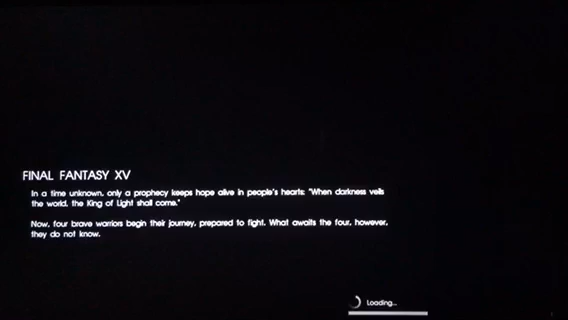 FINAL FANTASY XV
In a time unknown, only a prophecy keeps hope alive in people's hearts: "When darkness veils
the world, the King of Light shall come."
Now, four brave warriors begin their journey, prepared to fight. What awaits the four, however,
they do not know.
Loading...